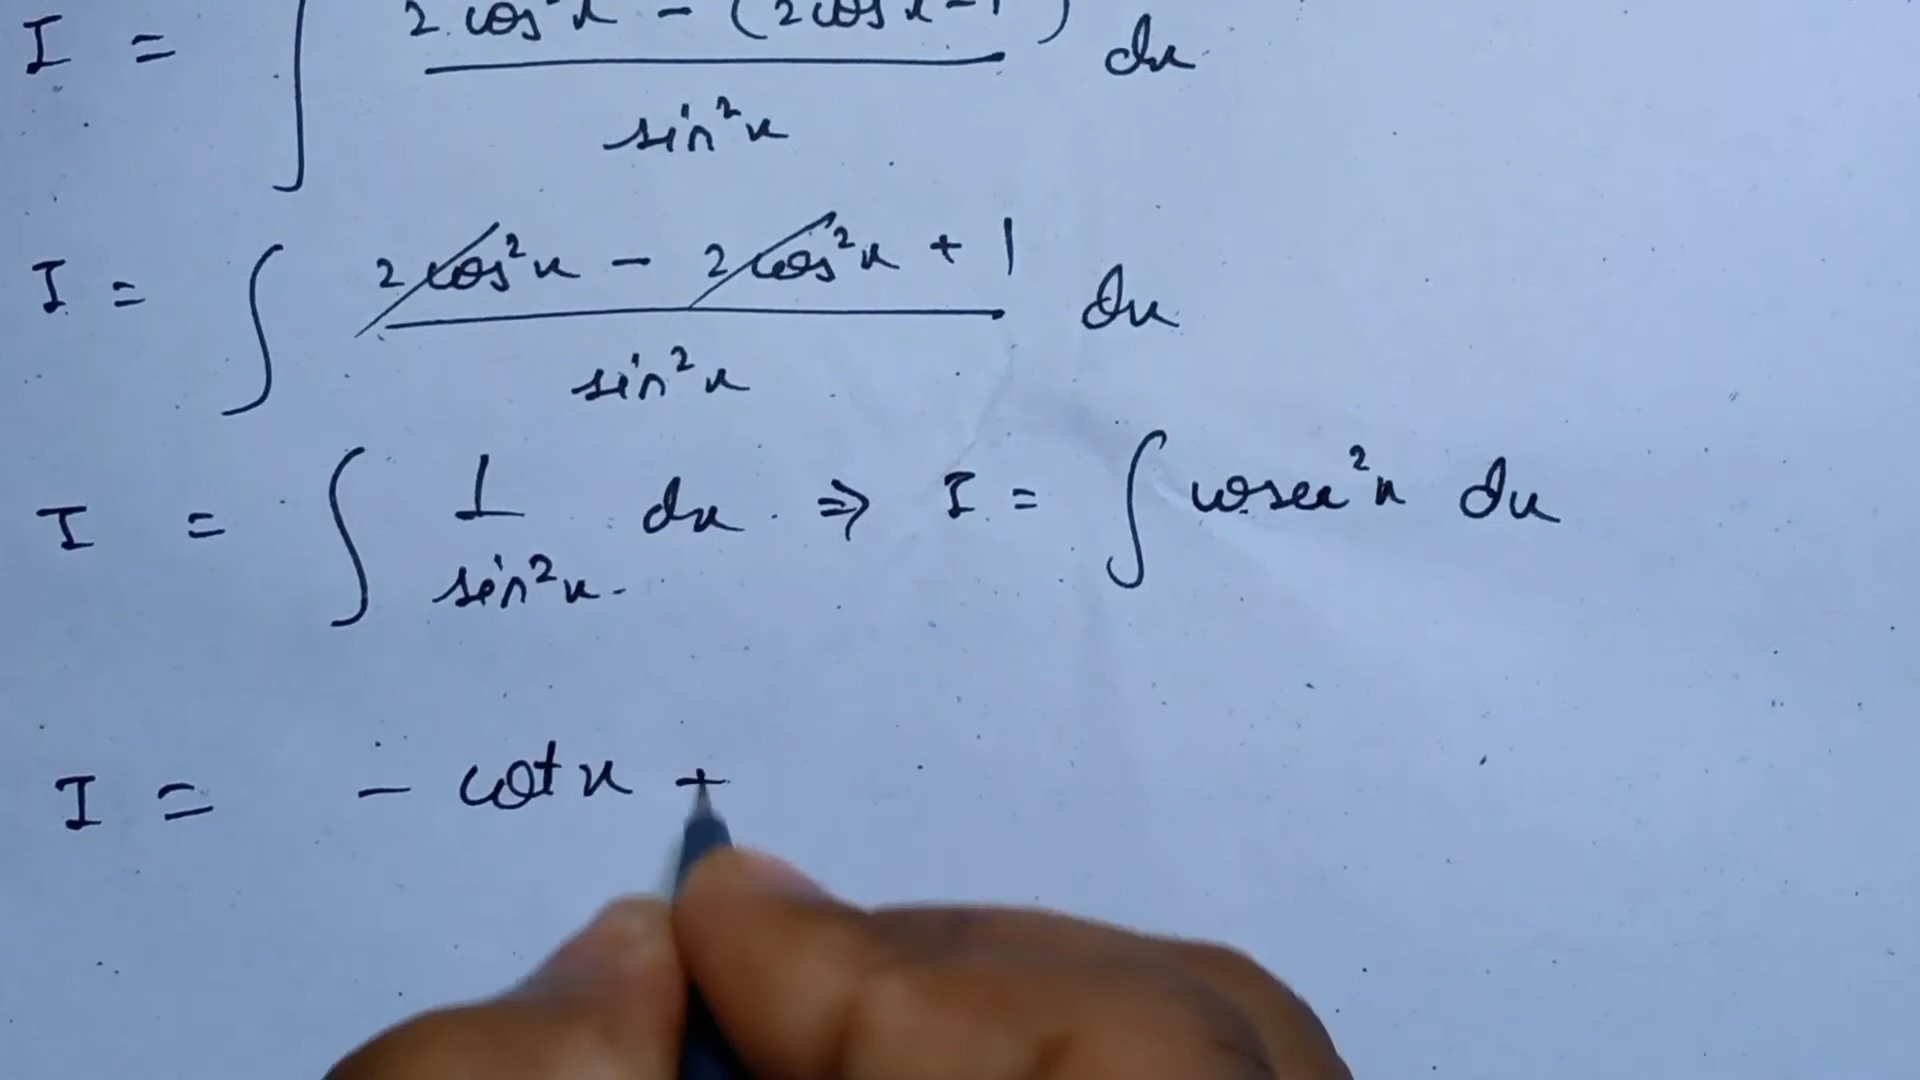 I = ∫ 2cos²x - (2cos²x-1) / sin²x dx
I = ∫ 2cos²x - 2cos²x + 1 / sin²x dx
I = ∫ 1 / sin²x dx. ⇒ I = ∫ cosec²x dx
I = - cot x +